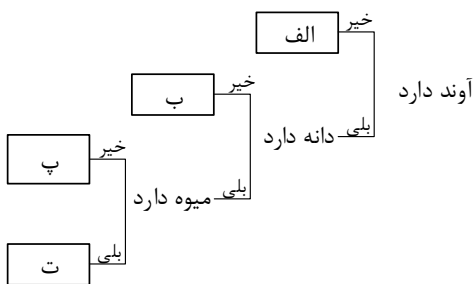 الف
خیر
آوند دارد
ب
خیر
بلی
دانه دارد
پ
خیر
بلی
میوه دارد
ت
بلی